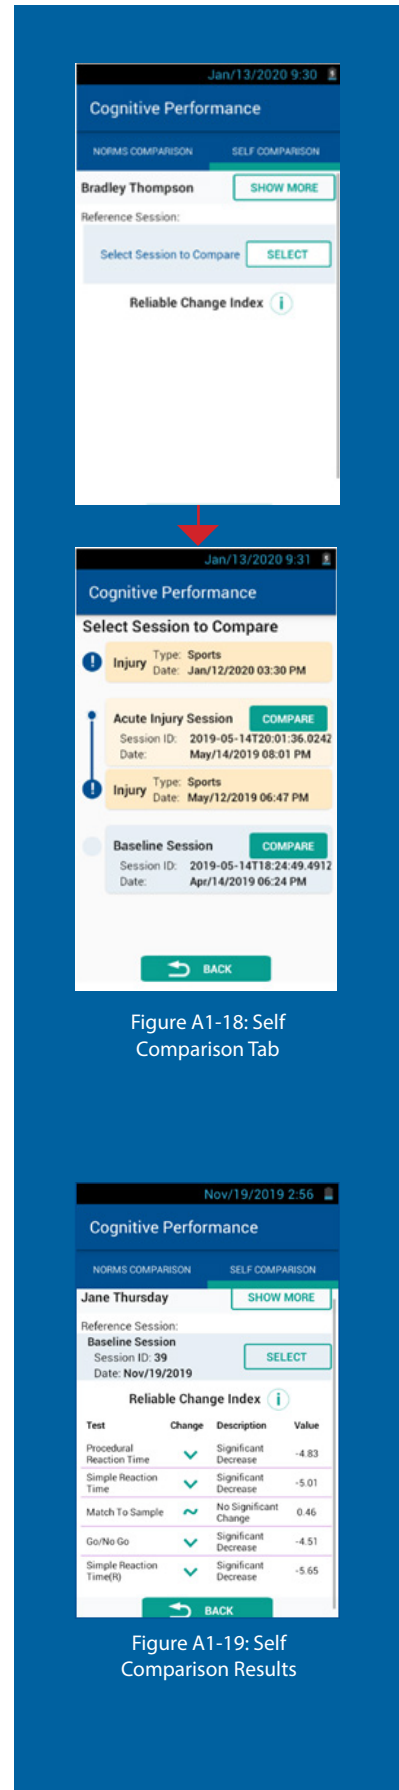 Jan/13/2020 9:30
Cognitive Performance
NORMS COMPARISON SELF COMPARISON
Bradley Thompson SHOW MORE
Reference Session:
Select Session to Compare SELECT
Reliable Change Index i
Jan/13/2020 9:31
Cognitive Performance
Select Session to Compare
! Injury Type: Sports
Date: Jan/12/2020 03:30 PM
Acute Injury Session COMPARE
Session ID: 2019-05-14T20:01:36.024Z
Date: May/14/2019 08:01 PM
! Injury Type: Sports
Date: May/12/2019 06:47 PM
Baseline Session COMPARE
Session ID: 2019-05-14T18:24:49.491Z
Date: Apr/14/2019 06:24 PM
BACK
Figure A1-18: Self
Comparison Tab
Nov/19/2019 2:56
Cognitive Performance
NORMS COMPARISON SELF COMPARISON
Jane Thursday SHOW MORE
Reference Session:
Baseline Session
Session ID: 39 SELECT
Date: Nov/19/2019
Reliable Change Index i
Test Change Description Value
Procedural Reaction Time Significant Decrease -4.83
Simple Reaction Time Significant Decrease -5.01
Match To Sample No Significant Change 0.46
Go/No Go Significant Decrease -4.51
Simple Reaction Time(R) Significant Decrease -5.65
BACK
Figure A1-19: Self
Comparison Results